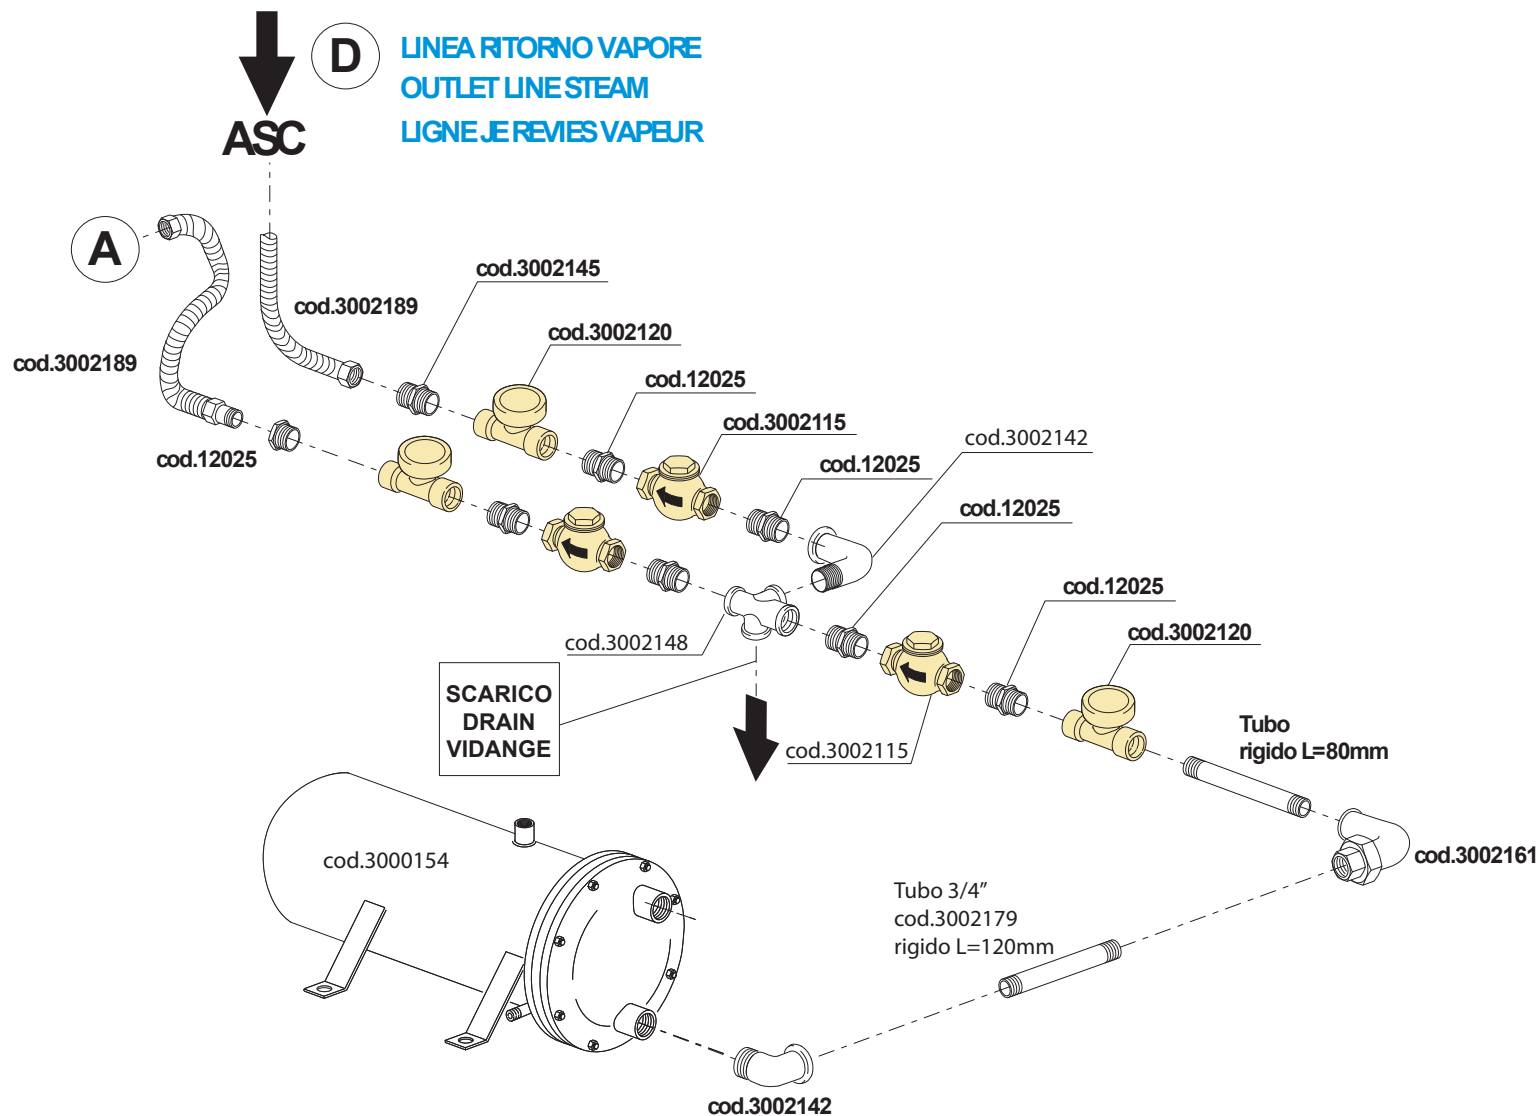 D
LINEA RITORNO VAPORE
OUTLET LINE STEAM
LIGNE JE REVIES VAPEUR
ASC
A
cod.3002145
cod.3002189
cod.3002120
cod.3002189
cod.12025
cod.3002115
cod.3002142
cod.12025
cod.12025
cod.12025
cod.12025
cod.3002148
cod.3002120
SCARICO
DRAIN
VIDANGE
cod.3002115
Tubo
rigido L=80mm
cod.3000154
cod.3002161
Tubo 3/4”
cod.3002179
rigido L=120mm
cod.3002142